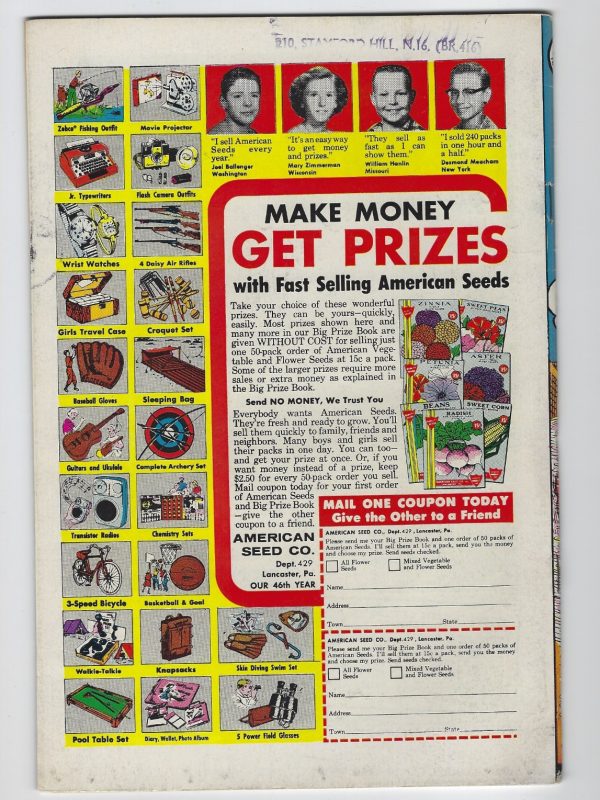 210, STAMFORD HILL, N.16. (BR.416)
Zebco Fishing Outfit
Movie Projector
Jr. Typewriters
Flash Camera Outfits
Wrist Watches
4 Daisy Air Rifles
Girls Travel Case
Croquet Set
Baseball Gloves
Sleeping Bag
Guitars and Ukulele
Complete Archery Set
Transistor Radios
Chemistry Sets
3-Speed Bicycle
Basketball & Goal
Walkie-Talkie
Knapsacks
Skin Diving Swim Set
Pool Table Set
Diary, Wallet, Photo Album
5 Power Field Glasses
"I sell American
Seeds every
year."
Joel Ballenger
Washington
"It's an easy way
to get money
and prizes."
Mary Zimmerman
Wisconsin
"They sell as
fast as I can
show them."
William Hanlin
Missouri
"I sold 240 packs
in one hour and
a half."
Desmond Meacham
New York
MAKE MONEY
GET PRIZES
with Fast Selling American Seeds
Take your choice of these wonderful
prizes. They can be yours—quickly,
easily. Most prizes shown here and
many more in our Big Prize Book are
given WITHOUT COST for selling just
one 50-pack order of American Vege-
table and Flower Seeds at 15c a pack.
Some of the larger prizes require more
sales or extra money as explained in
the Big Prize Book.
Send NO MONEY, We Trust You
Everybody wants American Seeds.
They're fresh and ready to grow. You'll
sell them quickly to family, friends and
neighbors. Many boys and girls sell
their packs in one day. You can too—
and get your prize at once. Or, if you
want money instead of a prize, keep
$2.50 for every 50-pack order you sell.
Mail coupon today for your first order
of American Seeds
and Big Prize Book
—give the other
coupon to a friend.
AMERICAN
SEED CO.
Dept. 429
Lancaster, Pa.
OUR 46th YEAR
ZINNIA
SWEET PEAS
PETUNIA
ASTER
BEANS
RADISH
SWEET CORN
MAIL ONE COUPON TODAY
Give the Other to a Friend
AMERICAN SEED CO., Dept. 429, Lancaster, Pa.
Please send me your Big Prize Book and one order of 50 packs of
American Seeds. I'll sell them at 15c a pack, send you the money
and choose my prize. Send seeds checked.
All Flower
Seeds
Mixed Vegetable
and Flower Seeds
Name
Address
Town State
AMERICAN SEED CO., Dept. 429, Lancaster, Pa.
Please send me your Big Prize Book and one order of 50 packs of
American Seeds. I'll sell them at 15c a pack, send you the money
and choose my prize. Send seeds checked.
All Flower
Seeds
Mixed Vegetable
and Flower Seeds
Name
Address
Town State